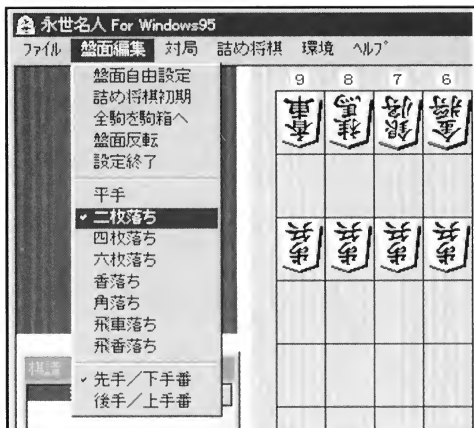 永世名人 For Windows95
ファイル 盤面編集 対局 詰め将棋 環境 ヘルプ
盤面自由設定
詰め将棋初期
全駒を駒箱へ
盤面反転
設定終了
平手
✓二枚落ち
四枚落ち
六枚落ち
香落ち
角落ち
飛車落ち
飛香落ち
✓先手/下手番
後手/上手番
9 8 7 6
香車 桂馬 銀将 金将
歩兵 歩兵 歩兵 歩兵
棋譜